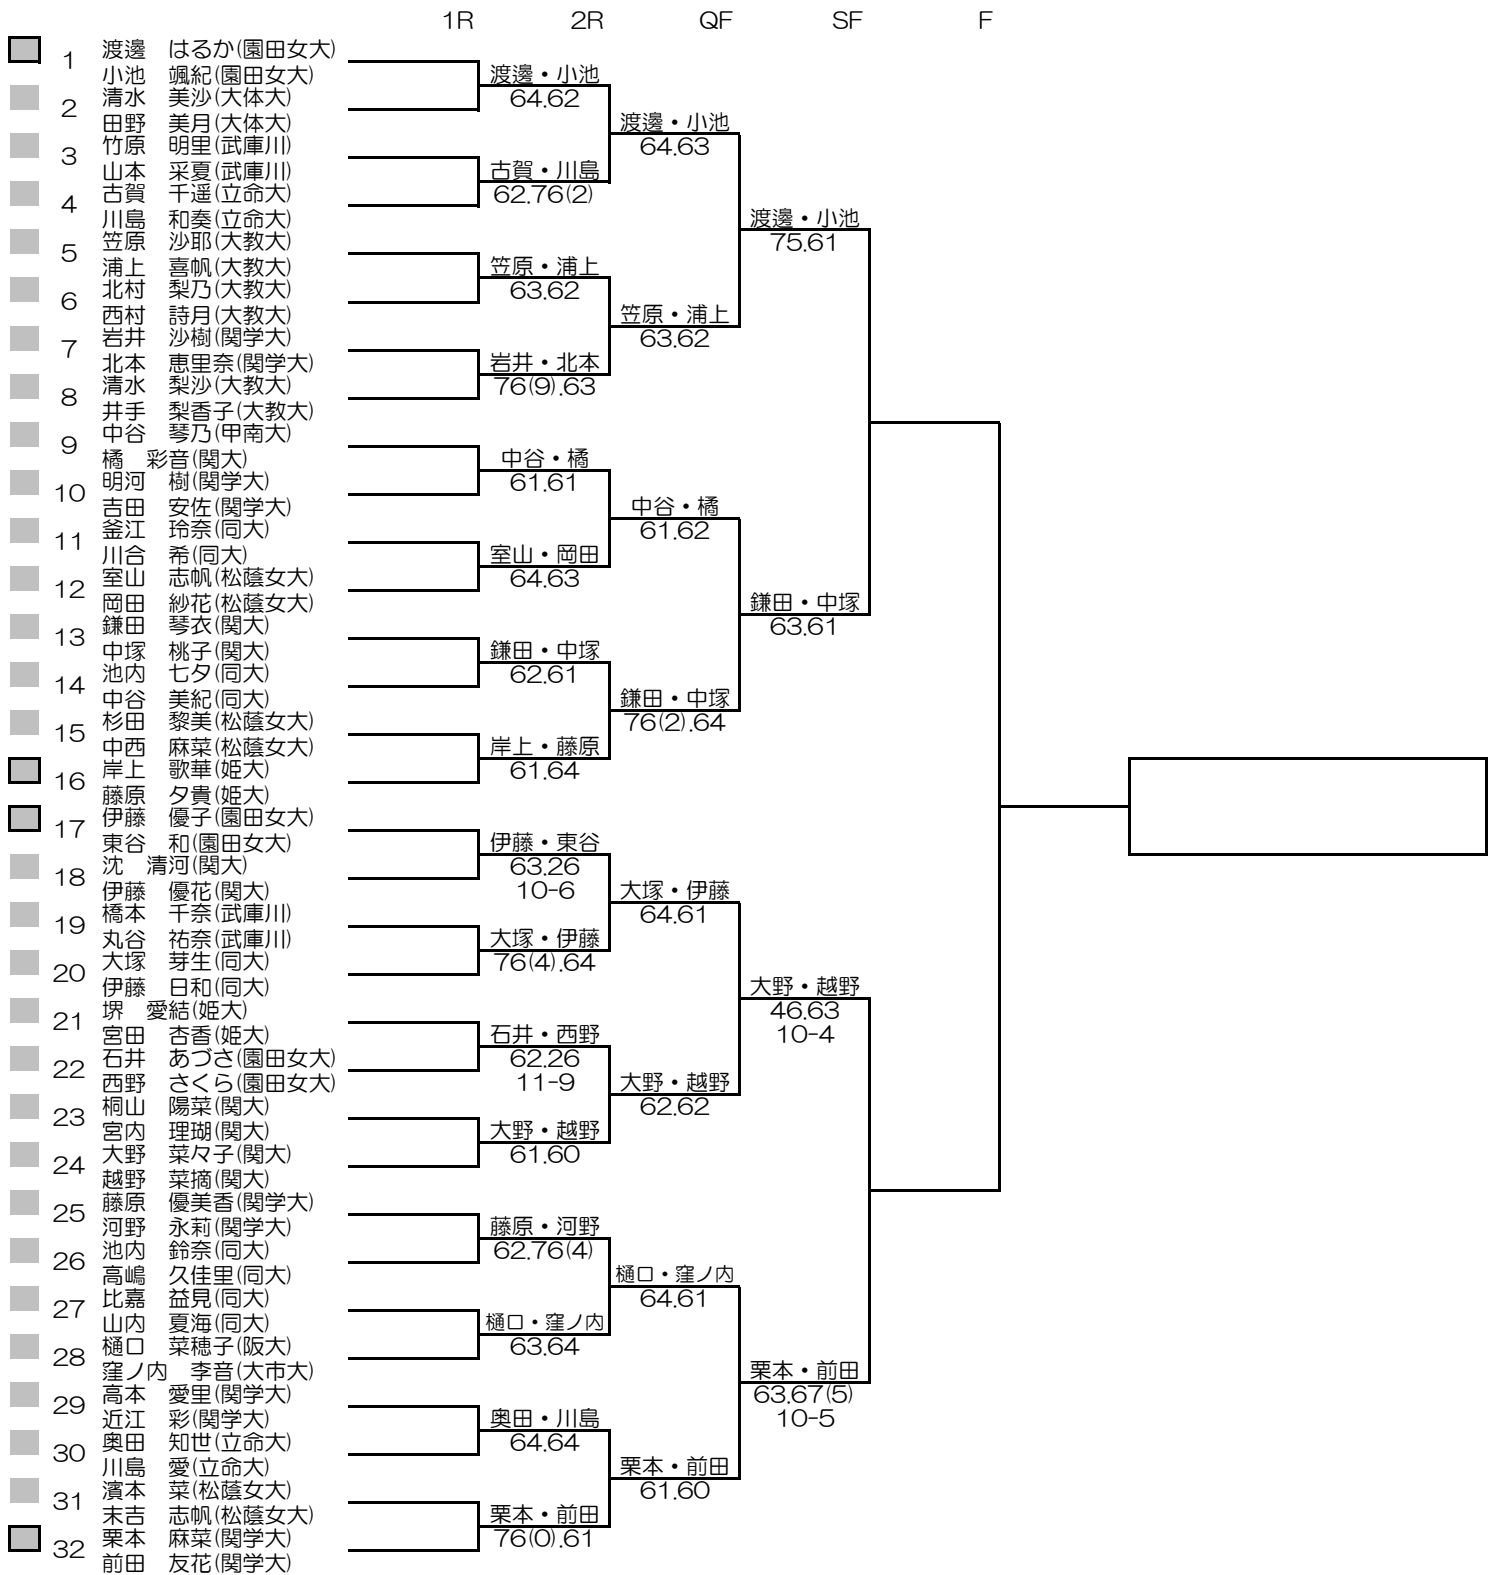 1R 2R QF SF F
1 渡邊 はるか(園田女大)
小池 颯紀(園田女大)
2 清水 美沙(大体大)
田野 美月(大体大)
3 竹原 明里(武庫川)
山本 采夏(武庫川)
4 古賀 千遥(立命大)
川島 和奏(立命大)
5 笠原 沙耶(大教大)
浦上 喜帆(大教大)
6 北村 梨乃(大教大)
西村 詩月(大教大)
7 岩井 沙樹(関学大)
北本 恵里奈(関学大)
8 清水 梨沙(大教大)
井手 梨香子(大教大)
9 中谷 琴乃(甲南大)
橘 彩音(関大)
10 明河 樹(関学大)
吉田 安佐(関学大)
11 釜江 玲奈(同大)
川合 希(同大)
12 室山 志帆(松蔭女大)
岡田 紗花(松蔭女大)
13 鎌田 琴衣(関大)
中塚 桃子(関大)
14 池内 七夕(同大)
中谷 美紀(同大)
15 杉田 黎美(松蔭女大)
中西 麻菜(松蔭女大)
16 岸上 歌華(姫大)
藤原 夕貴(姫大)
17 伊藤 優子(園田女大)
東谷 和(園田女大)
18 沈 清河(関大)
伊藤 優花(関大)
19 橋本 千奈(武庫川)
丸谷 祐奈(武庫川)
20 大塚 芽生(同大)
伊藤 日和(同大)
21 堺 愛結(姫大)
宮田 杏香(姫大)
22 石井 あづさ(園田女大)
西野 さくら(園田女大)
23 桐山 陽菜(関大)
宮内 理瑚(関大)
24 大野 菜々子(関大)
越野 菜摘(関大)
25 藤原 優美香(関学大)
河野 永莉(関学大)
26 池内 鈴奈(同大)
高嶋 久佳里(同大)
27 比嘉 益見(同大)
山内 夏海(同大)
28 樋口 菜穂子(阪大)
窪ノ内 李音(大市大)
29 高本 愛里(関学大)
近江 彩(関学大)
30 奥田 知世(立命大)
川島 愛(立命大)
31 濱本 菜(松蔭女大)
末吉 志帆(松蔭女大)
32 栗本 麻菜(関学大)
前田 友花(関学大)
渡邊・小池
64.62
古賀・川島
62.76(2)
笠原・浦上
63.62
岩井・北本
76(9).63
中谷・橘
61.61
室山・岡田
64.63
鎌田・中塚
62.61
岸上・藤原
61.64
伊藤・東谷
63.26
10-6
大塚・伊藤
76(4).64
石井・西野
62.26
11-9
大野・越野
61.60
藤原・河野
62.76(4)
樋口・窪ノ内
63.64
奥田・川島
64.64
栗本・前田
76(0).61
渡邊・小池
64.63
笠原・浦上
63.62
中谷・橘
61.62
鎌田・中塚
76(2).64
大塚・伊藤
64.61
大野・越野
62.62
樋口・窪ノ内
64.61
栗本・前田
61.60
渡邊・小池
75.61
鎌田・中塚
63.61
大野・越野
46.63
10-4
栗本・前田
63.67(5)
10-5